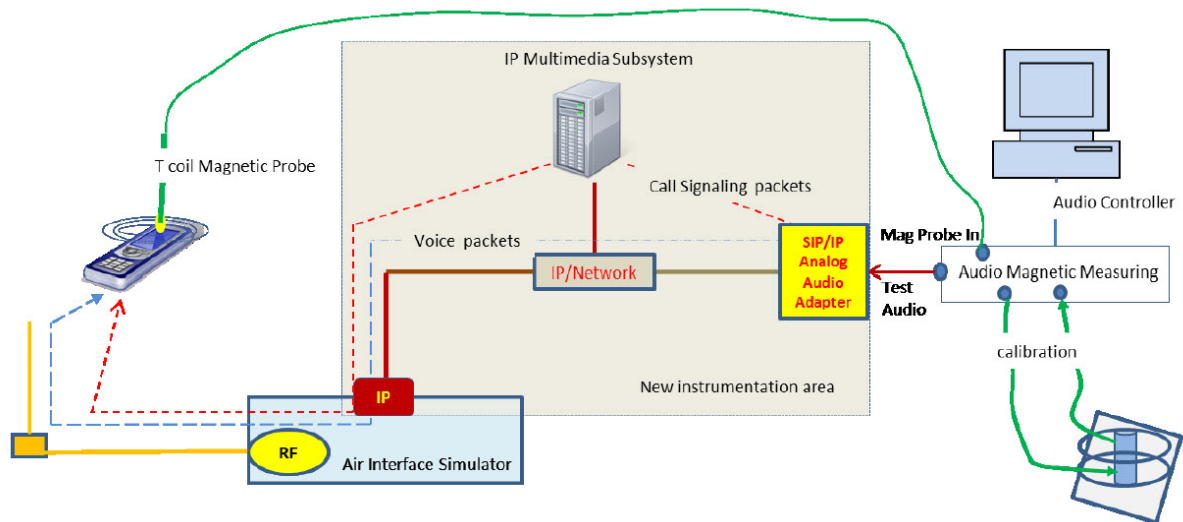 IP Multimedia Subsystem
T coil Magnetic Probe
Call Signaling packets
Audio Controller
Voice packets
SIP/IP
Analog
Audio
Adapter
Mag Probe In
IP/Network
Audio Magnetic Measuring
Test
Audio
calibration
New instrumentation area
IP
RF
Air Interface Simulator